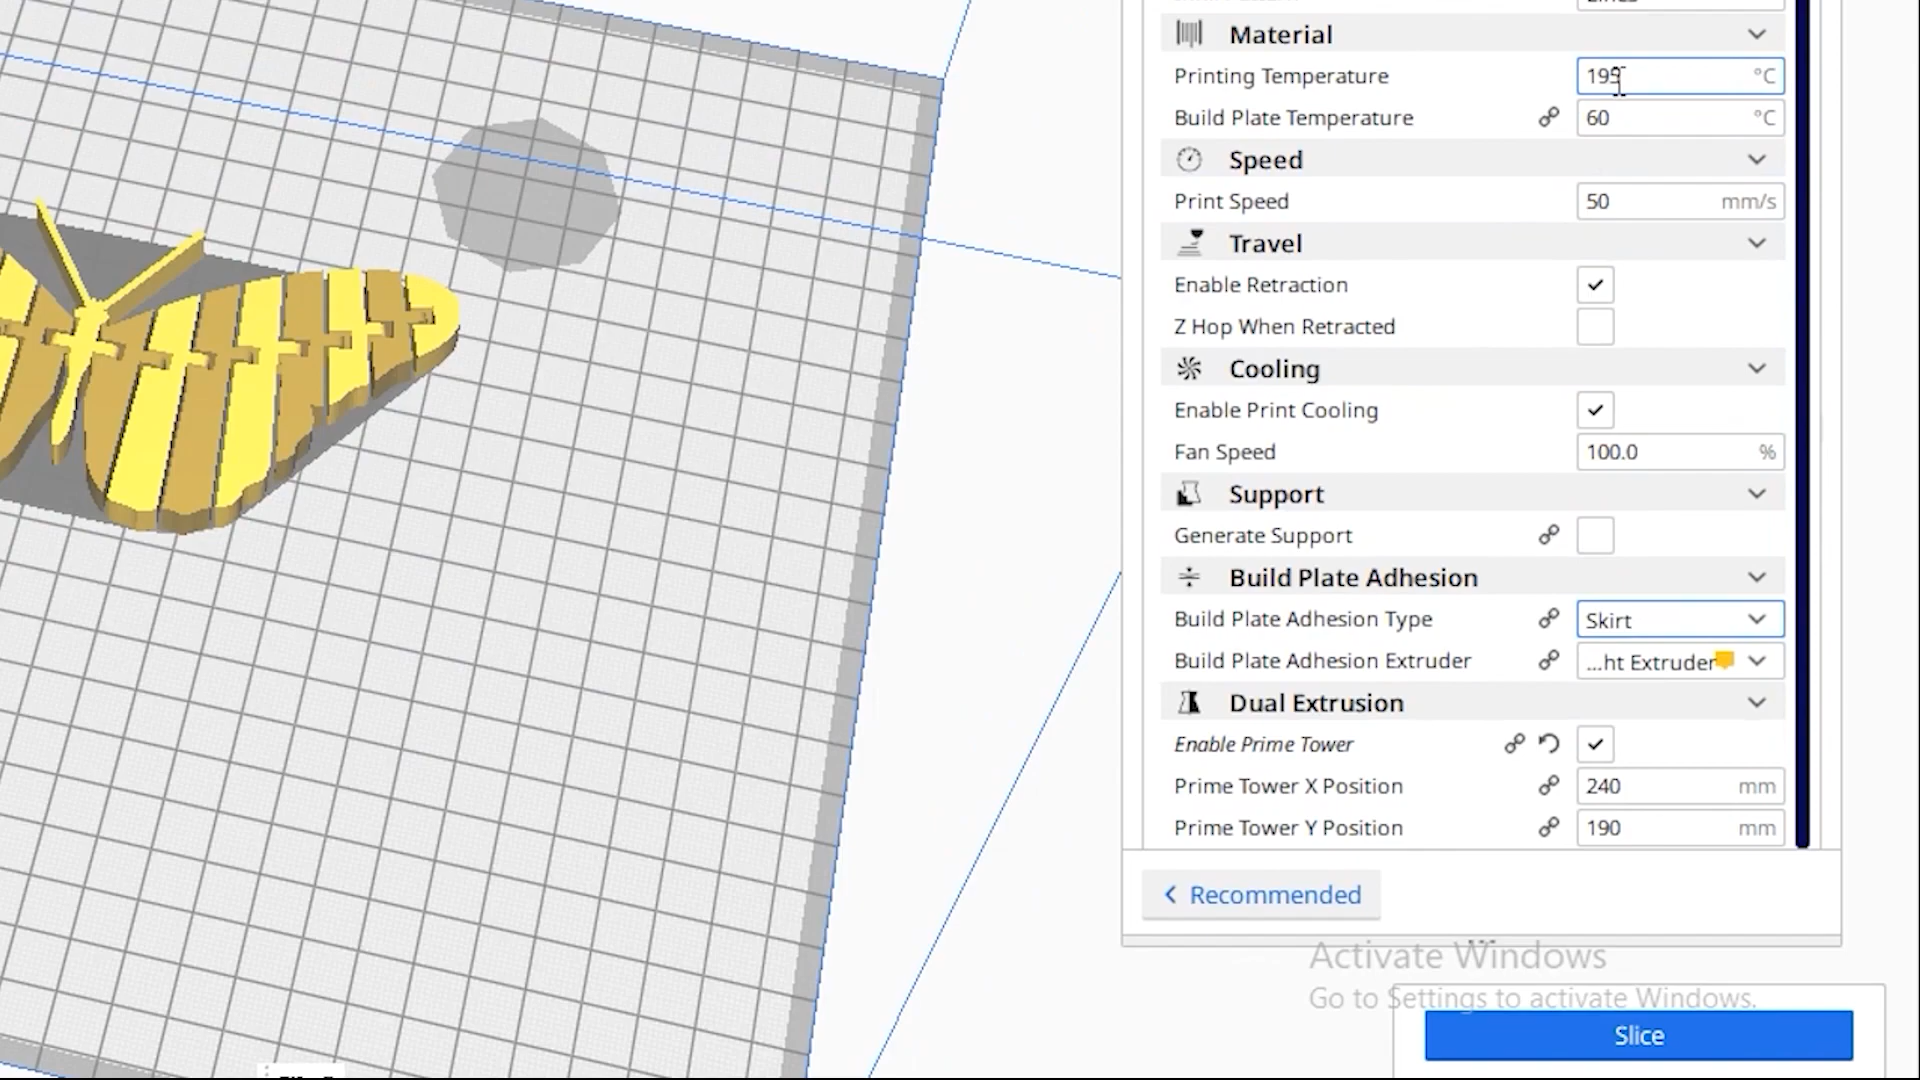 Material
Printing Temperature 195 °C
Build Plate Temperature 60 °C
Speed
Print Speed 50 mm/s
Travel
Enable Retraction
Z Hop When Retracted
Cooling
Enable Print Cooling
Fan Speed 100.0 %
Support
Generate Support
Build Plate Adhesion
Build Plate Adhesion Type Skirt
Build Plate Adhesion Extruder ...ht Extruder
Dual Extrusion
Enable Prime Tower
Prime Tower X Position 240 mm
Prime Tower Y Position 190 mm
Recommended
Activate Windows
Go to Settings to activate Windows.
Slice